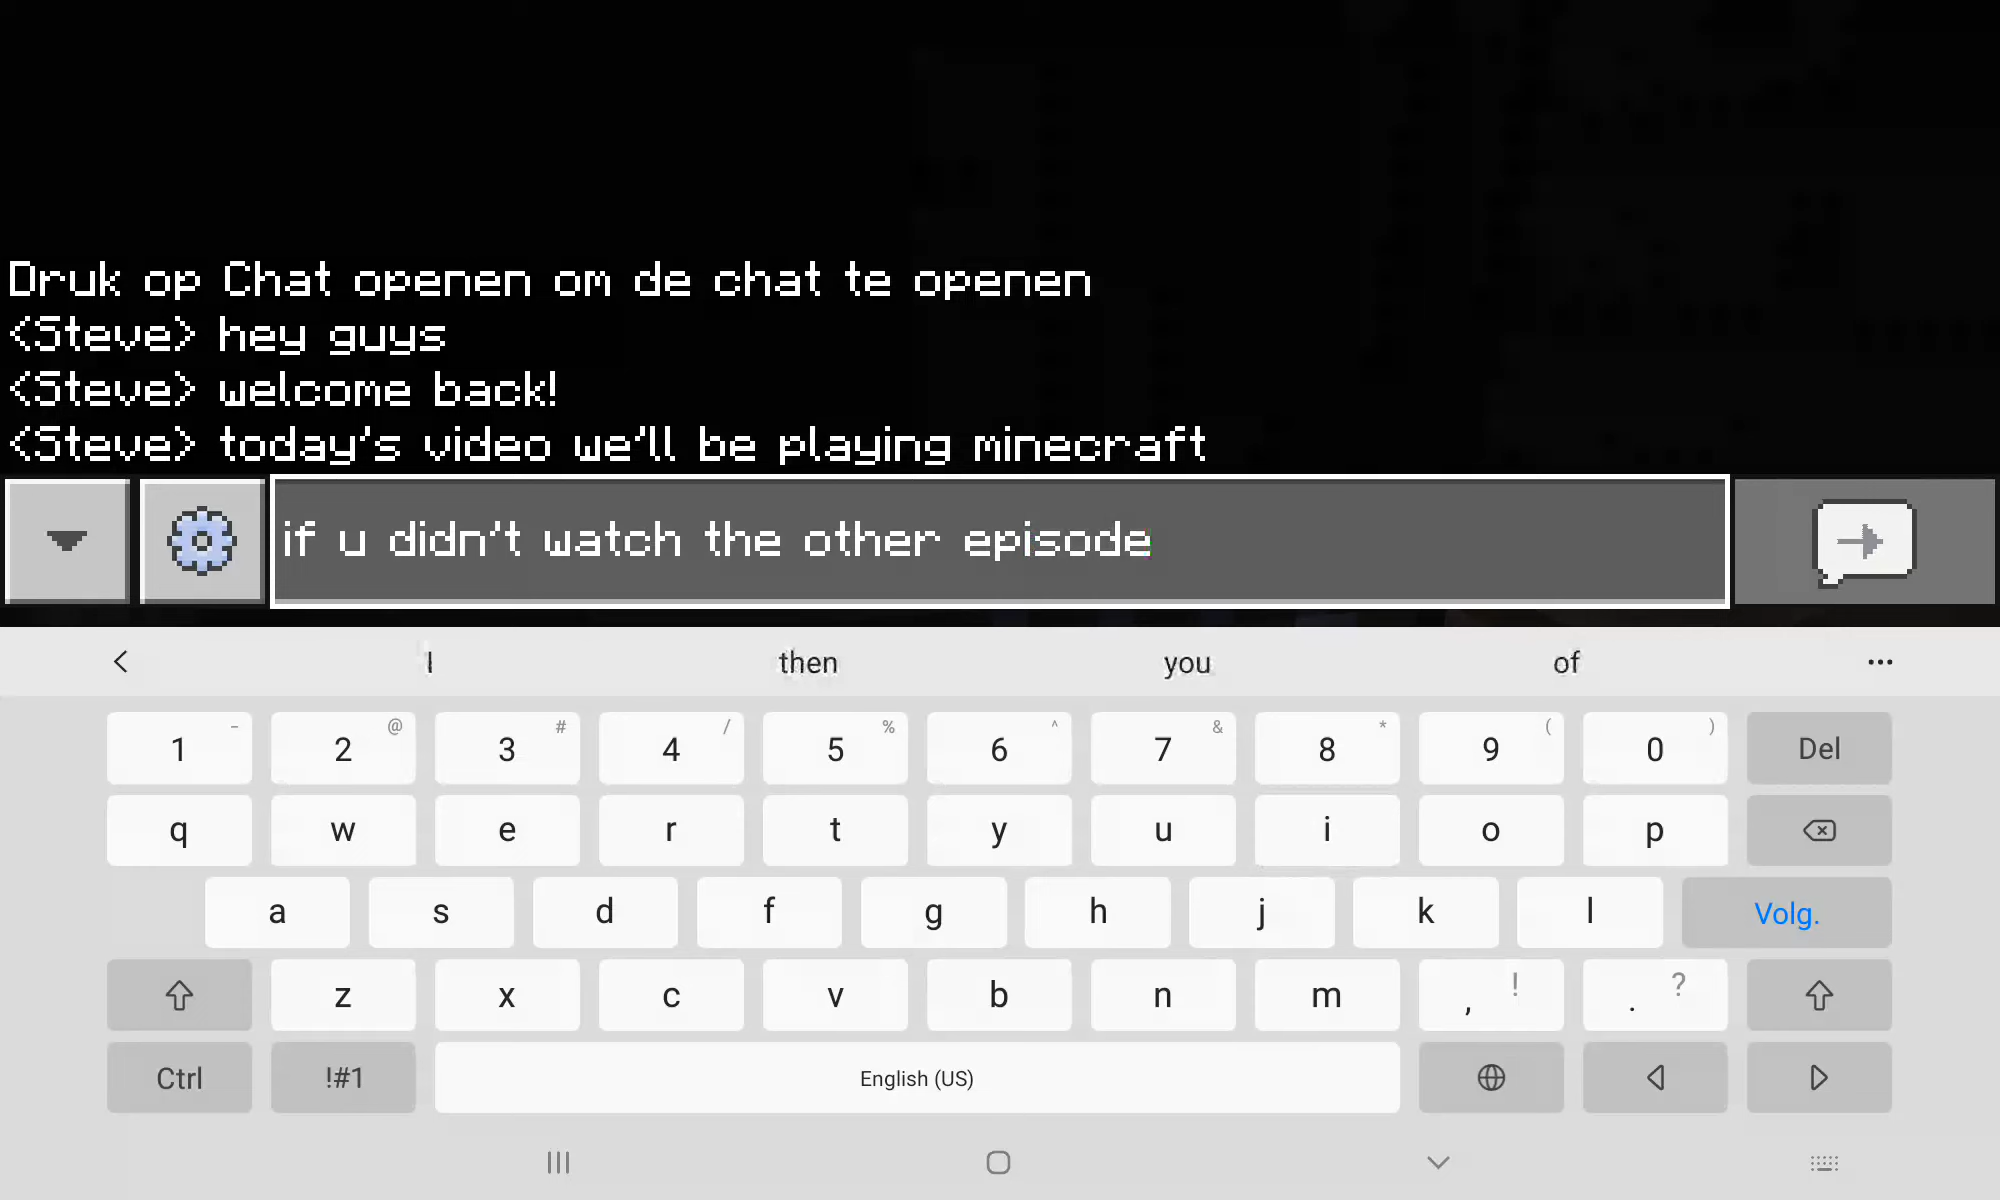 Druk op Chat openen om de chat te openen
<Steve> hey guys
<Steve> welcome back!
<Steve> today's video we'll be playing minecraft
if u didn't watch the other episode
I then you of ...
1 - 2 @ 3 # 4 / 5 % 6 ^ 7 & 8 * 9 ( 0 ) Del
q w e r t y u i o p
a s d f g h j k l Volg.
z x c v b n m , ! . ?
Ctrl !#1 English (US)